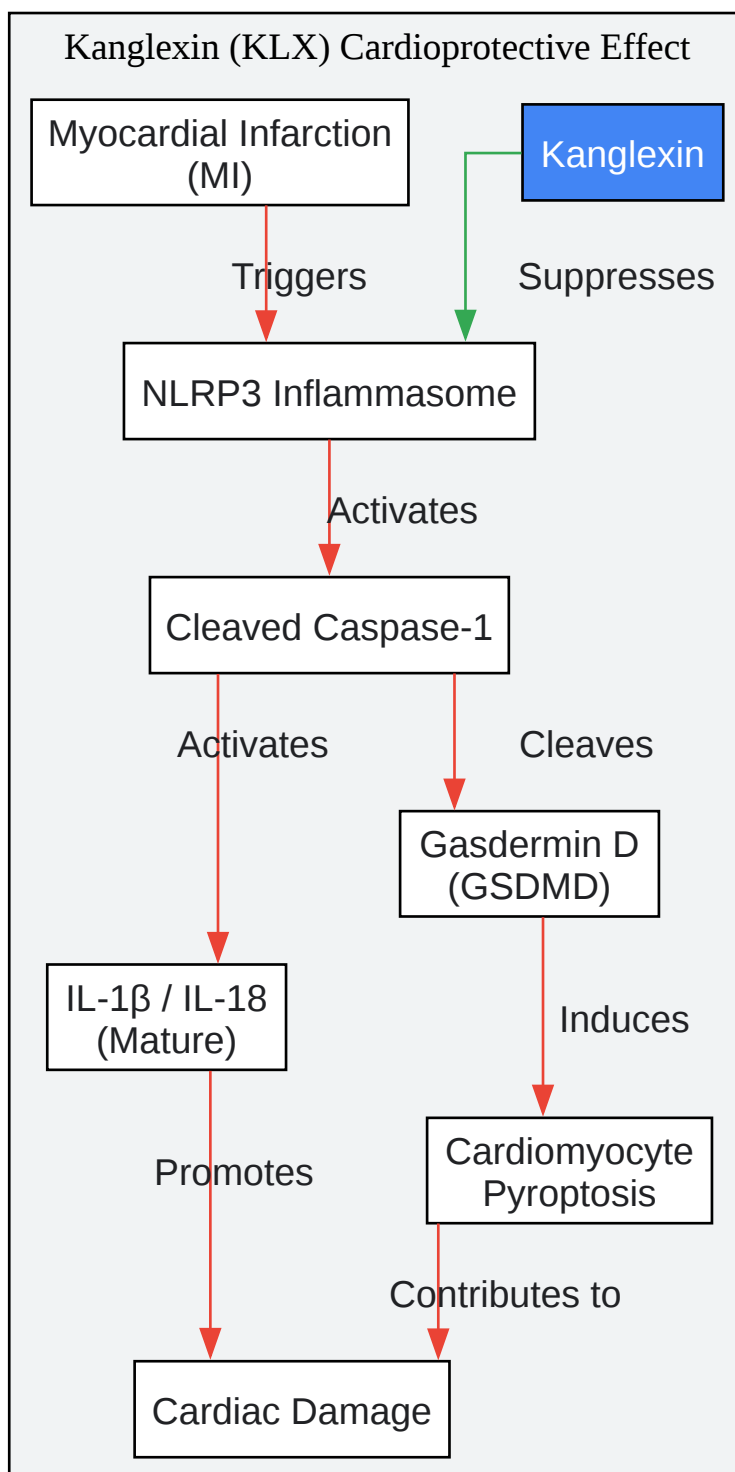 Kanglexin (KLX) Cardioprotective Effect
Myocardial Infarction
(MI)
Kanglexin
Triggers
Suppresses
NLRP3 Inflammasome
Activates
Cleaved Caspase-1
Activates
Cleaves
Gasdermin D
(GSDMD)
IL-1β / IL-18
(Mature)
Induces
Cardiomyocyte
Pyroptosis
Promotes
Contributes to
Cardiac Damage